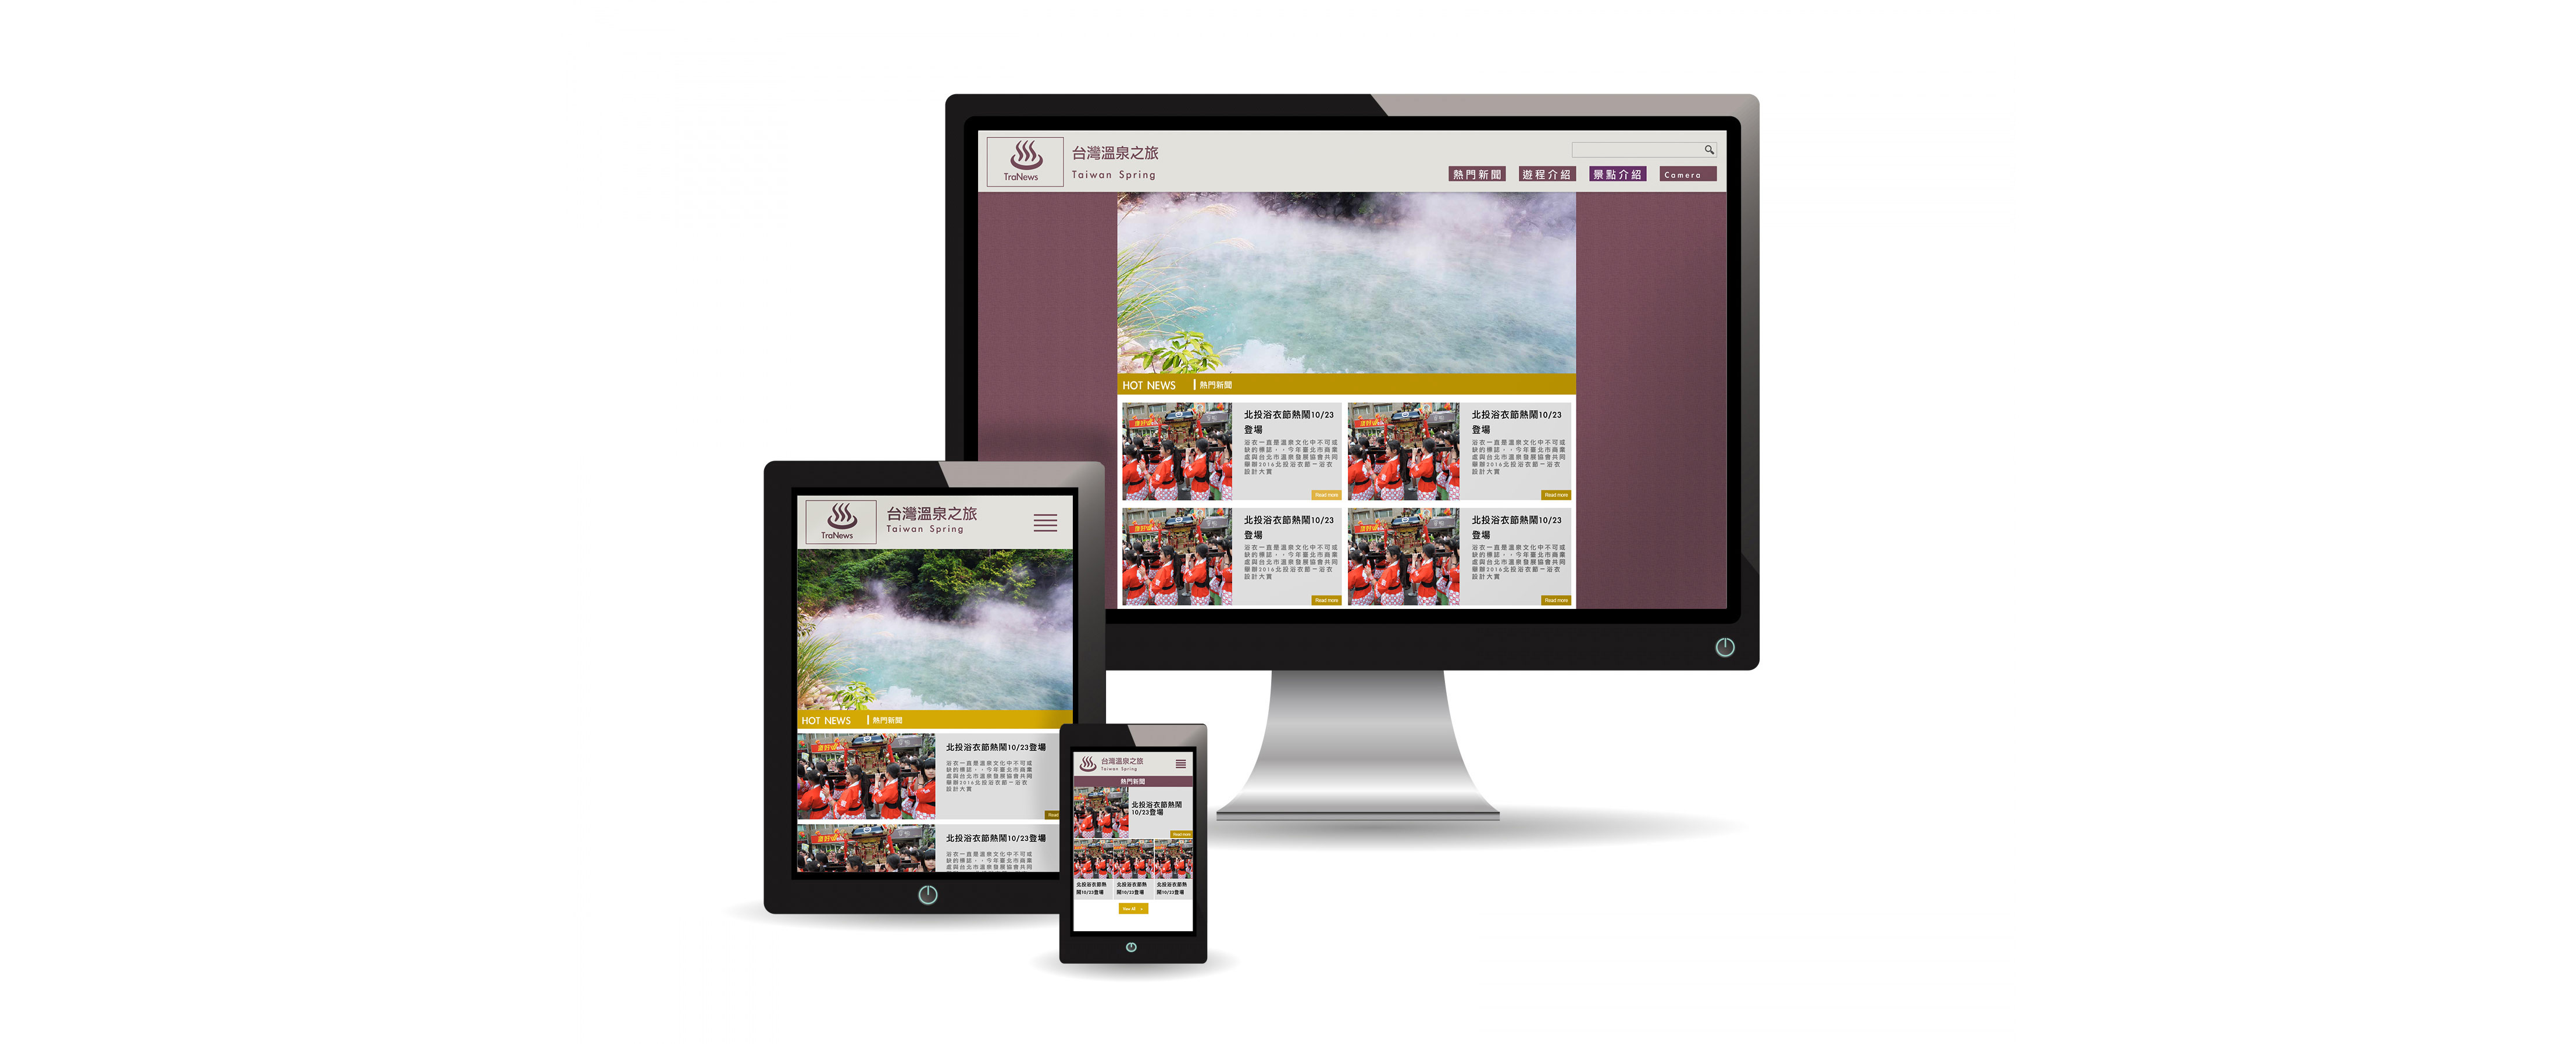 TraNews
台灣溫泉之旅
Taiwan Spring
熱門新聞
遊程介紹
景點介紹
Camera
HOT NEWS
熱門新聞
北投浴衣節熱鬧10/23
登場
浴衣一直是溫泉文化中不可或
缺的標誌,,今年臺北市商業
處與台北市溫泉發展協會共同
舉辦2016北投浴衣節－浴衣
設計大賞
Read more
北投浴衣節熱鬧10/23
登場
浴衣一直是溫泉文化中不可或
缺的標誌,,今年臺北市商業
處與台北市溫泉發展協會共同
舉辦2016北投浴衣節－浴衣
設計大賞
Read more
北投浴衣節熱鬧10/23
登場
浴衣一直是溫泉文化中不可或
缺的標誌,,今年臺北市商業
處與台北市溫泉發展協會共同
舉辦2016北投浴衣節－浴衣
設計大賞
Read more
北投浴衣節熱鬧10/23
登場
浴衣一直是溫泉文化中不可或
缺的標誌,,今年臺北市商業
處與台北市溫泉發展協會共同
舉辦2016北投浴衣節－浴衣
設計大賞
Read more
TraNews
台灣溫泉之旅
Taiwan Spring
HOT NEWS
熱門新聞
北投浴衣節熱鬧10/23登場
浴衣一直是溫泉文化中不可或
缺的標誌,,今年臺北市商業
處與台北市溫泉發展協會共同
舉辦2016北投浴衣節－浴衣
設計大賞
Read
北投浴衣節熱鬧10/23登場
浴衣一直是溫泉文化中不可或
缺的標誌,,今年臺北市商業
處與台北市溫泉發展協會共同
台灣溫泉之旅
Taiwan Spring
熱門新聞
北投浴衣節熱鬧
10/23登場
Read more
北投浴衣節熱
鬧10/23登場
北投浴衣節熱
鬧10/23登場
北投浴衣節熱
鬧10/23登場
View All